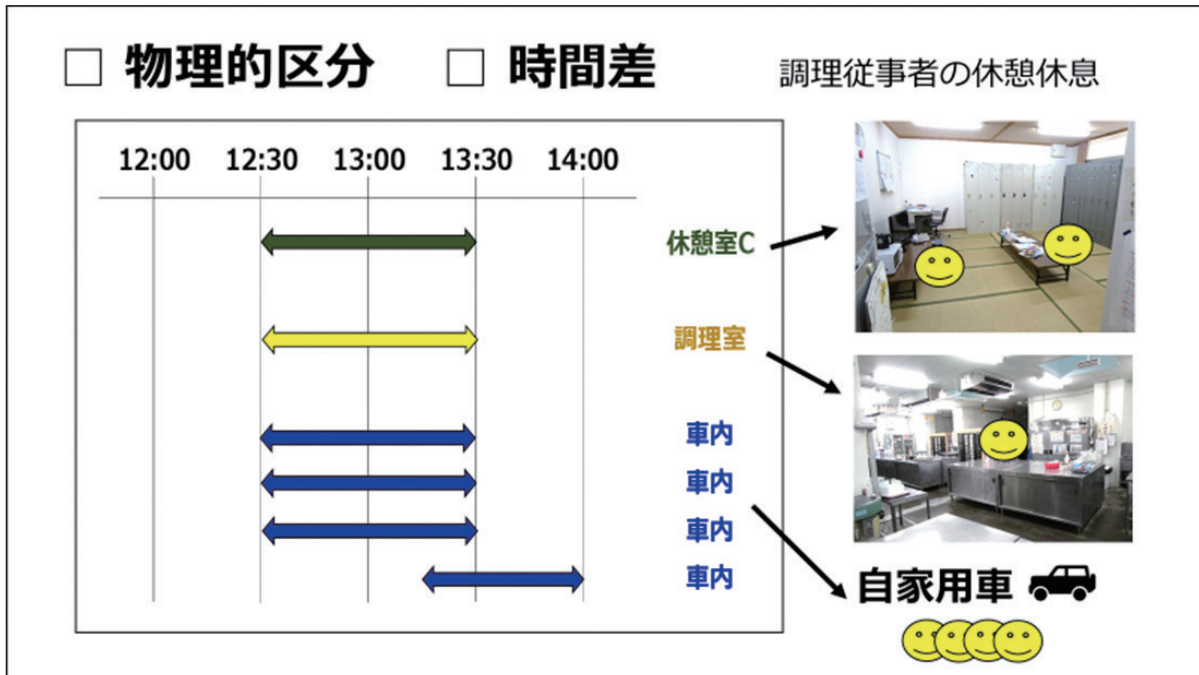 □ 物理的区分 □ 時間差
調理従事者の休憩休息
12:00 12:30 13:00 13:30 14:00
休憩室C
調理室
車内
車内
車内
車内
自家用車